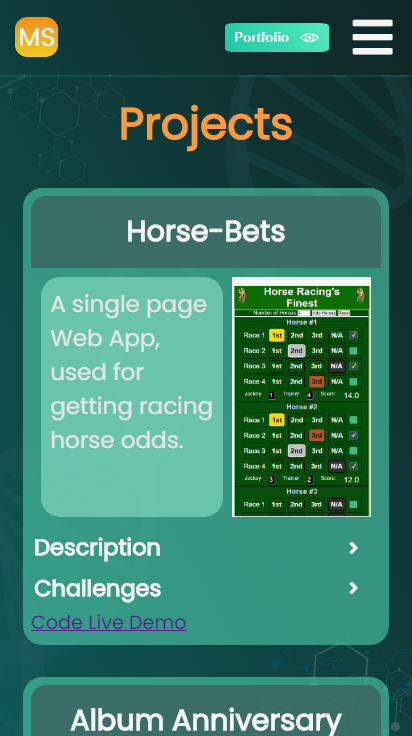 MS
Portfolio
Projects
Horse-Bets
A single page
Web App,
used for
getting racing
horse odds.
Horse Racing's
Finest
Number of Horses: Add Horses Reset
Horse #1
Race 1 1st 2nd 3rd N/A
Race 2 1st 2nd 3rd N/A
Race 3 1st 2nd 3rd N/A
Race 4 1st 2nd 3rd N/A
Jockey 1 Trainer 4 Score: 14.0
Horse #2
Race 1 1st 2nd 3rd N/A
Race 2 1st 2nd 3rd N/A
Race 3 1st 2nd 3rd N/A
Race 4 1st 2nd 3rd N/A
Jockey 3 Trainer 2 Score: 12.0
Horse #3
Race 1 1st 2nd 3rd N/A
Description
Challenges
Code Live Demo
Album Anniversary